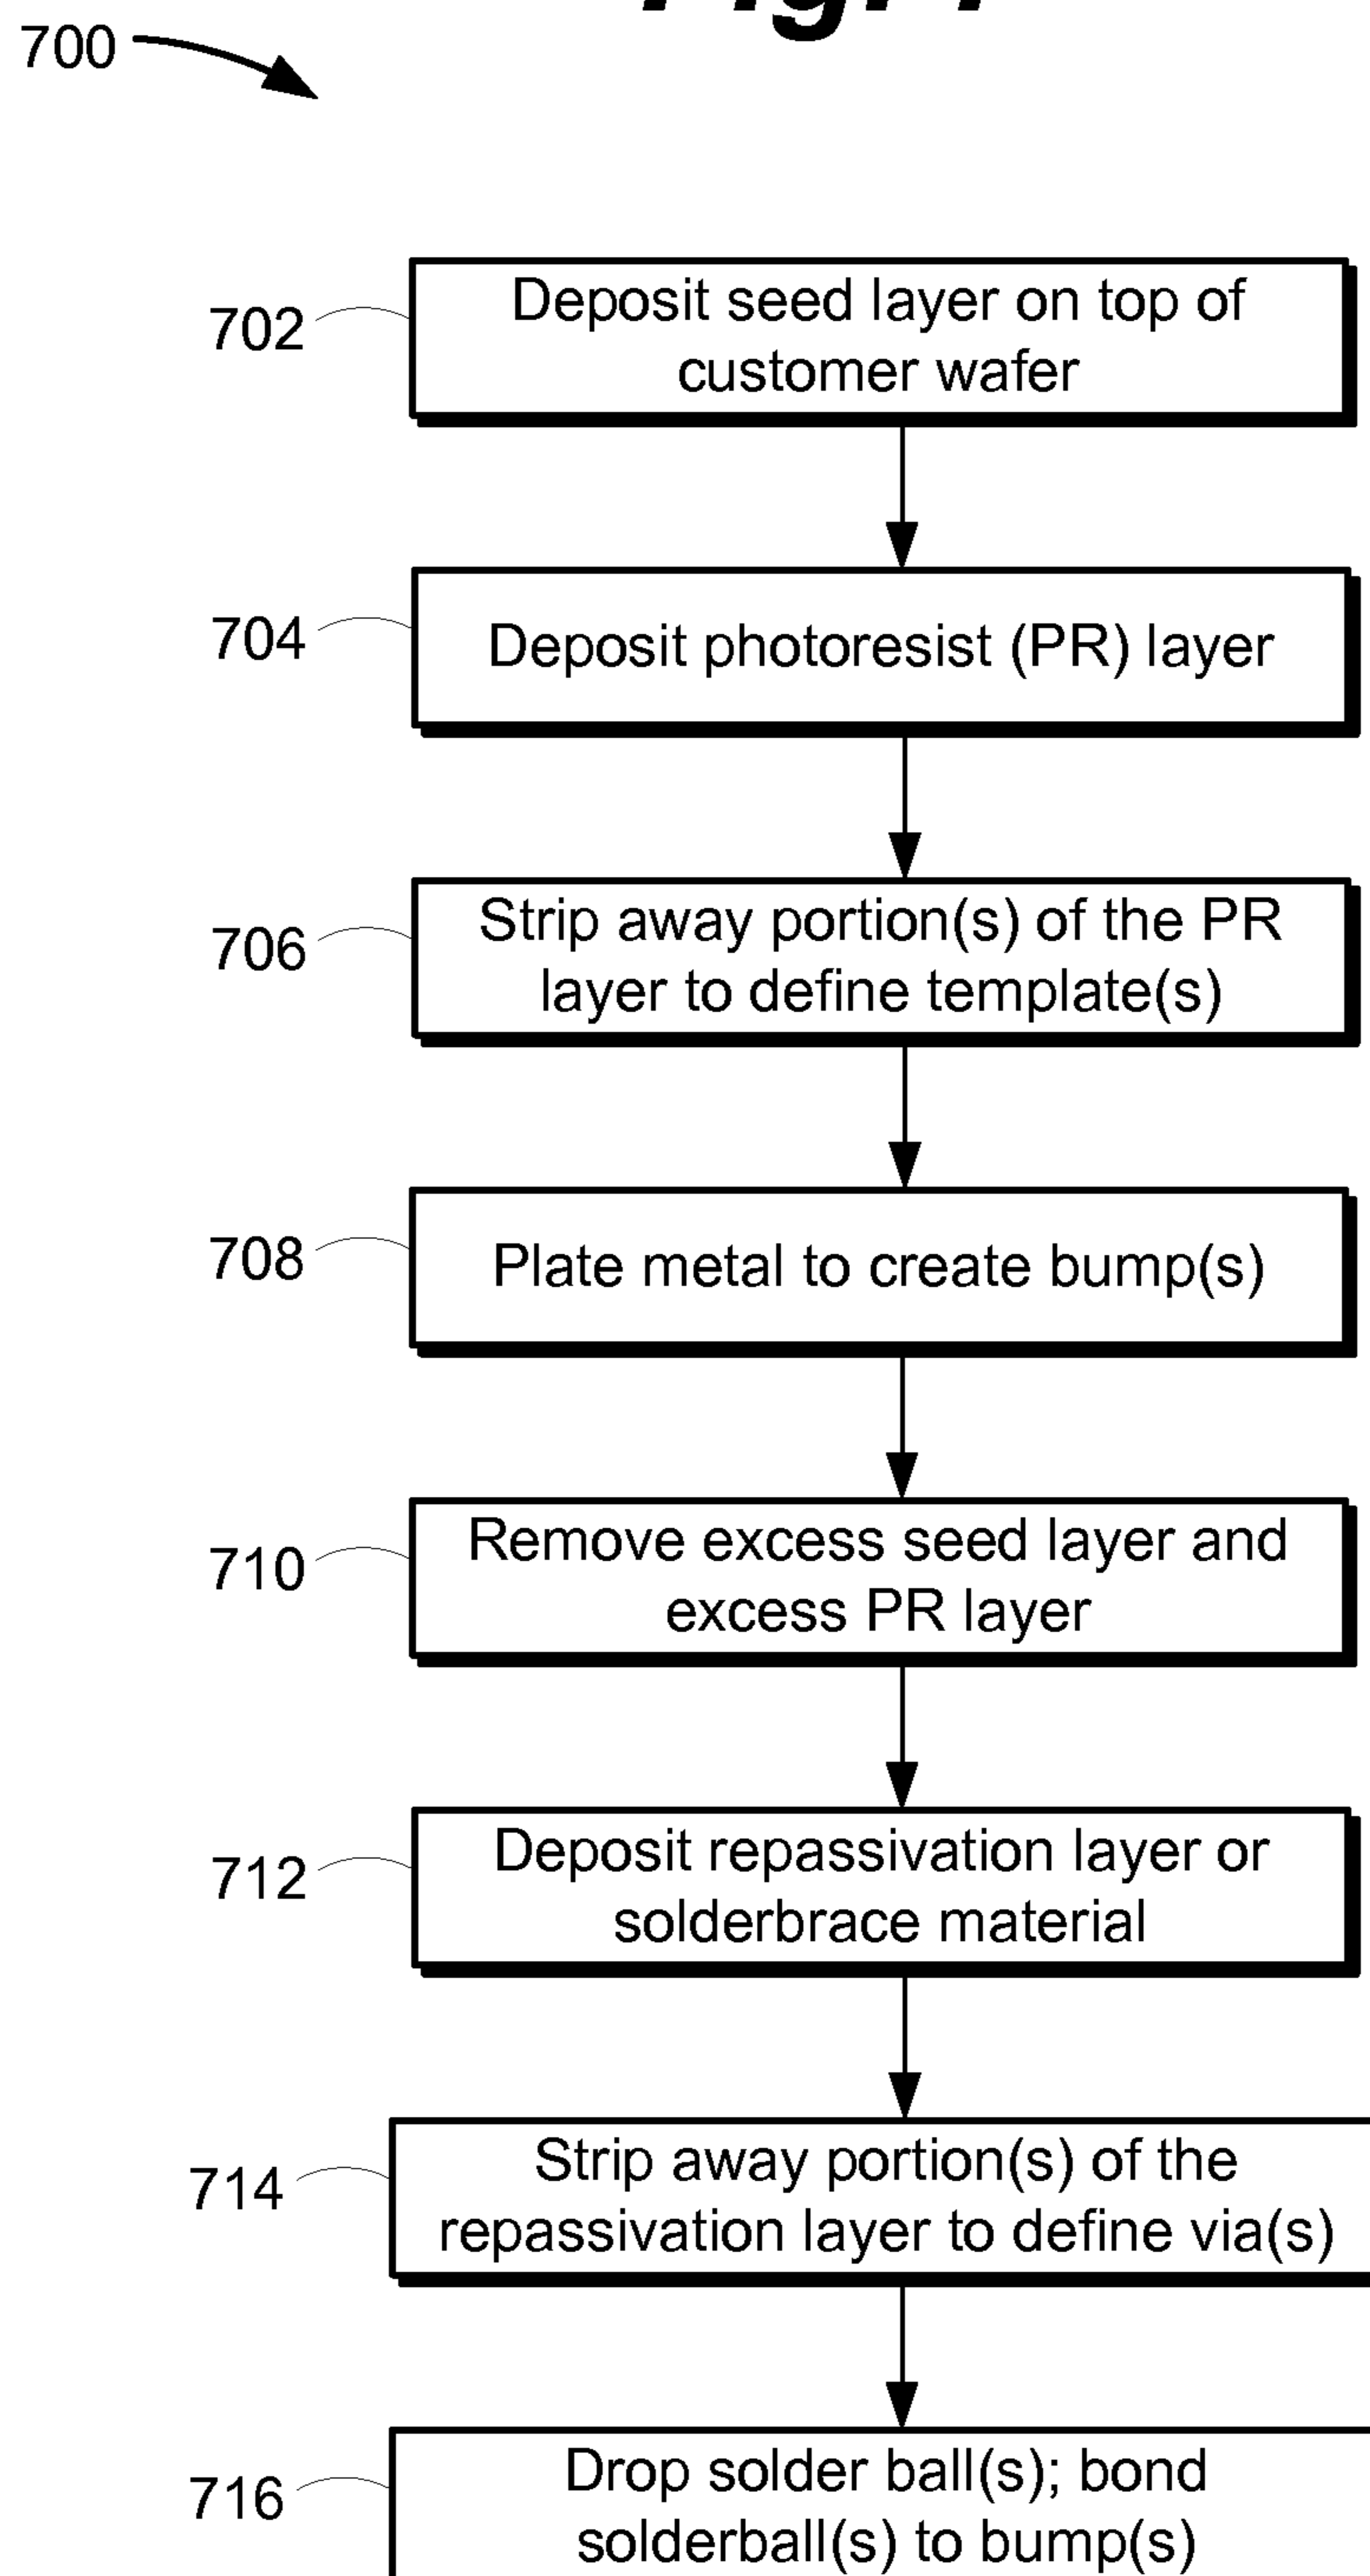 700
702
Deposit seed layer on top of
customer wafer
704
Deposit photoresist (PR) layer
706
Strip away portion(s) of the PR
layer to define template(s)
708
Plate metal to create bump(s)
710
Remove excess seed layer and
excess PR layer
712
Deposit repassivation layer or
solderbrace material
714
Strip away portion(s) of the
repassivation layer to define via(s)
716
Drop solder ball(s); bond
solderball(s) to bump(s)